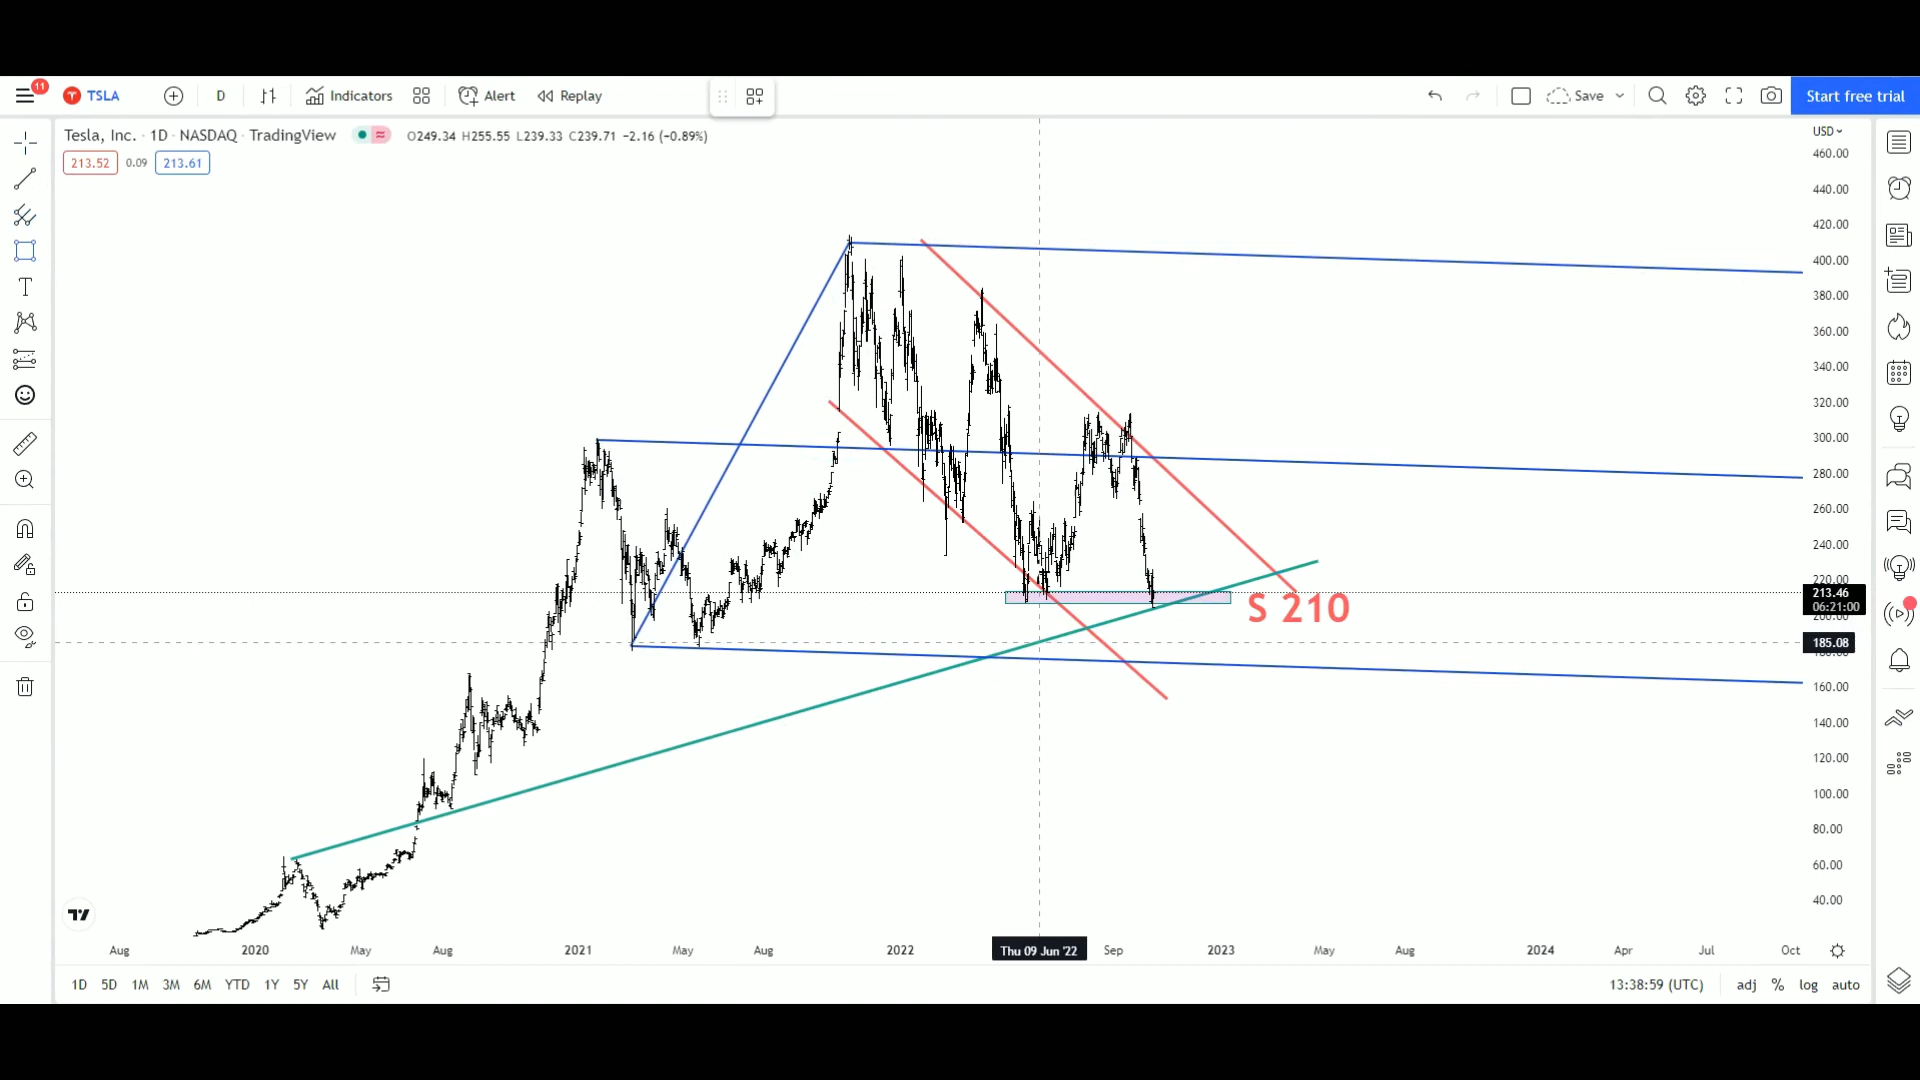 11
TSLA
D
Indicators
Alert
Replay
Save
Start free trial
Tesla, Inc. · 1D · NASDAQ · TradingView
O249.34 H255.55 L239.33 C239.71 −2.16 (−0.89%)
213.52 0.09 213.61
USD
460.00
440.00
420.00
400.00
380.00
360.00
340.00
320.00
300.00
280.00
260.00
240.00
220.00
213.46
06:21:00
200.00
185.08
180.00
160.00
140.00
120.00
100.00
80.00
60.00
40.00
S 210
Aug 2020 May Aug 2021 May Aug 2022 Thu 09 Jun '22 Sep 2023 May Aug 2024 Apr Jul Oct
1D 5D 1M 3M 6M YTD 1Y 5Y All
13:38:59 (UTC) adj % log auto